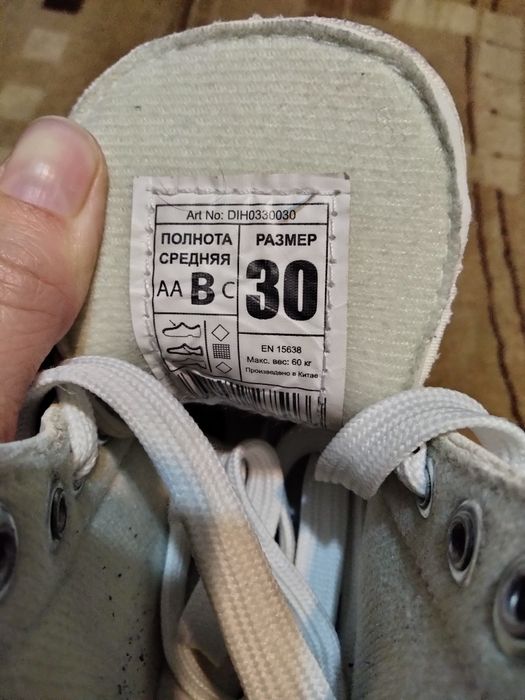 Art No: DIH0330030
ПОЛНОТА
СРЕДНЯЯ
AA B C
РАЗМЕР
30
EN 15638
Макс. вес: 60 кг
Произведено в Китае